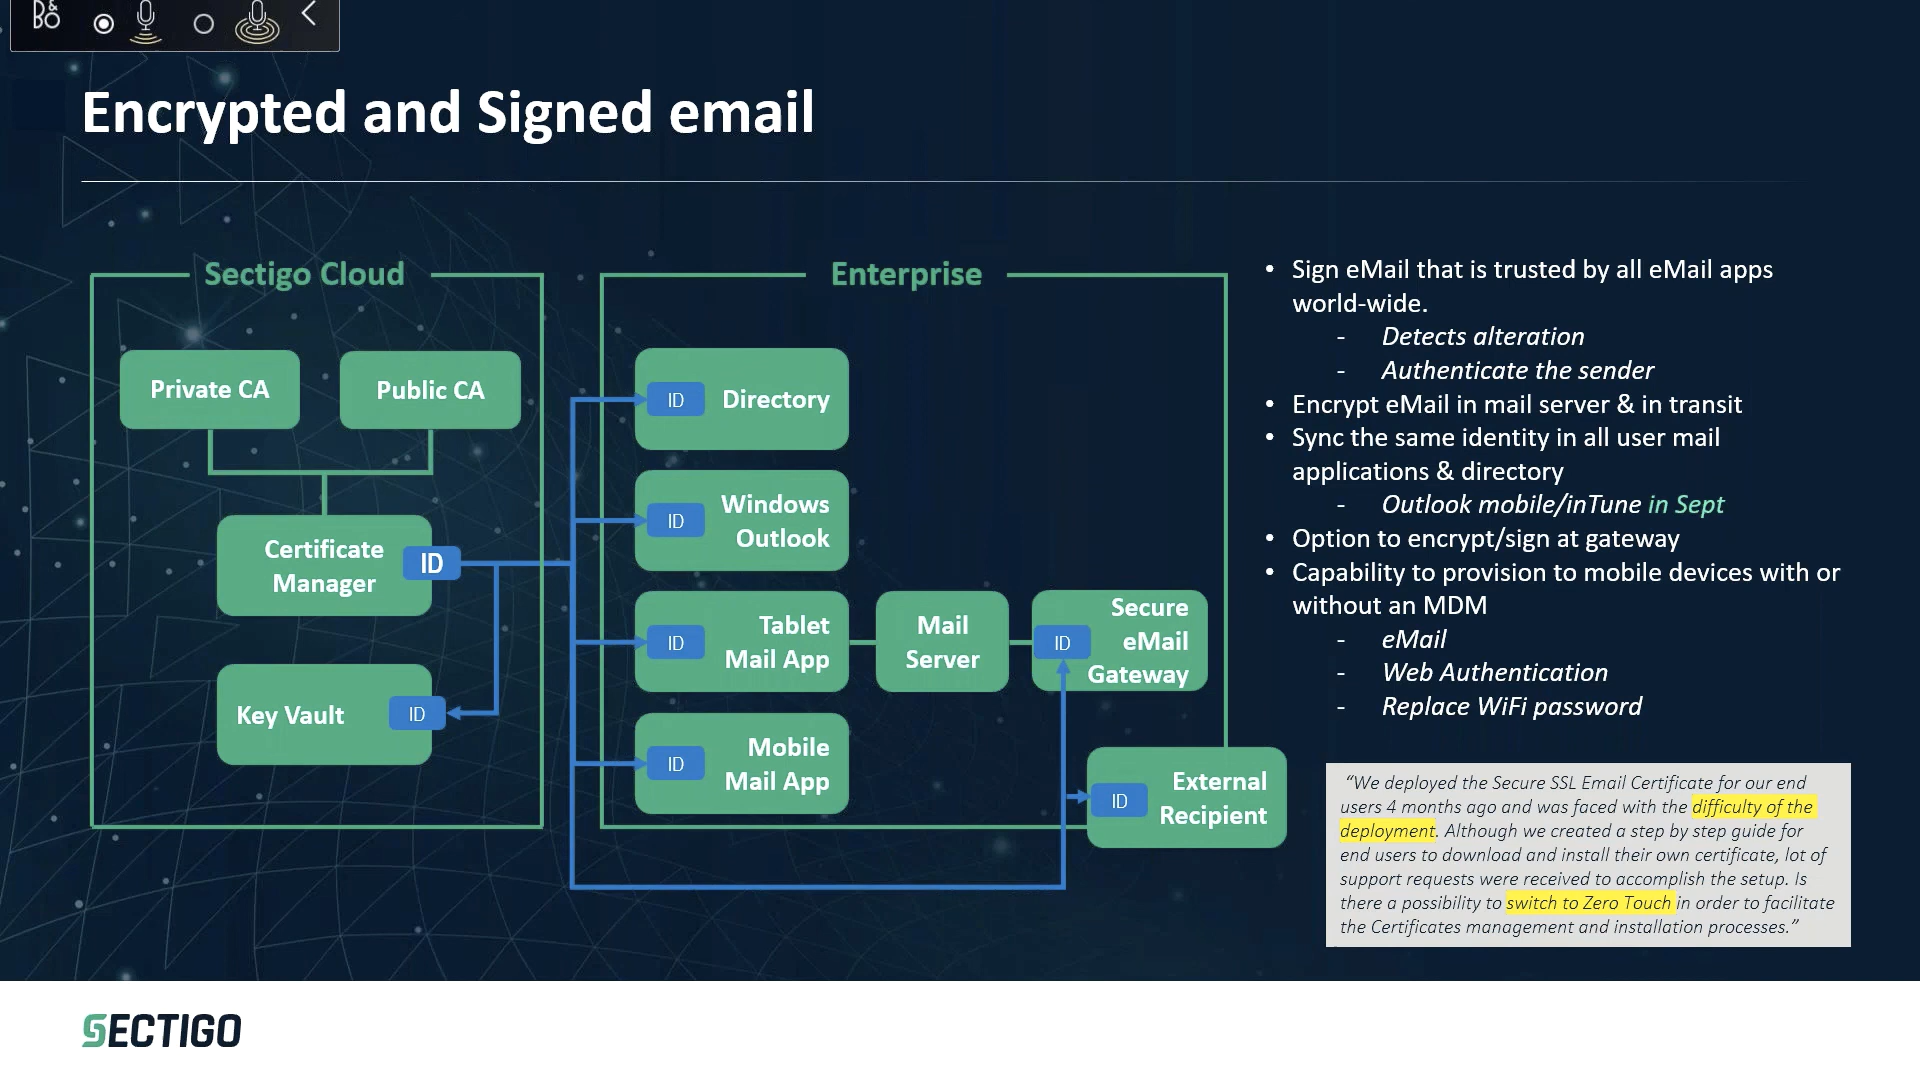 B&O
Encrypted and Signed email
Sectigo Cloud
Private CA
Public CA
Certificate
Manager
ID
Key Vault
ID
Enterprise
ID
Directory
ID
Windows
Outlook
ID
Tablet
Mail App
Mail
Server
ID
Secure
eMail
Gateway
ID
Mobile
Mail App
ID
External
Recipient
• Sign eMail that is trusted by all eMail apps
world-wide.
- Detects alteration
- Authenticate the sender
• Encrypt eMail in mail server & in transit
• Sync the same identity in all user mail
applications & directory
- Outlook mobile/inTune in Sept
• Option to encrypt/sign at gateway
• Capability to provision to mobile devices with or
without an MDM
- eMail
- Web Authentication
- Replace WiFi password
“We deployed the Secure SSL Email Certificate for our end
users 4 months ago and was faced with the difficulty of the
deployment. Although we created a step by step guide for
end users to download and install their own certificate, lot of
support requests were received to accomplish the setup. Is
there a possibility to switch to Zero Touch in order to facilitate
the Certificates management and installation processes.”
SECTIGO